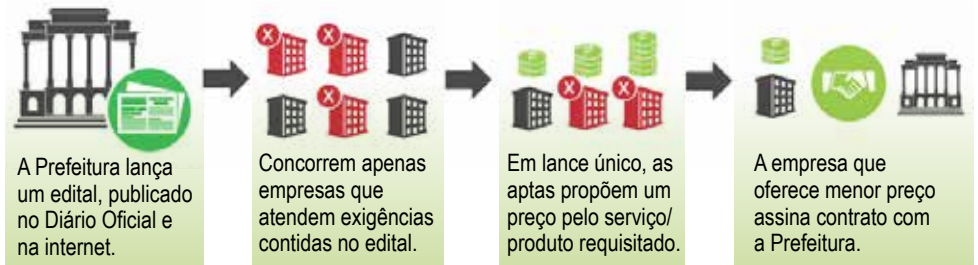 A Prefeitura lança
um edital, publicado
no Diário Oficial e
na internet.
Concorrem apenas
empresas que
atendem exigências
contidas no edital.
Em lance único, as
aptas propõem um
preço pelo serviço/
produto requisitado.
A empresa que
oferece menor preço
assina contrato com
a Prefeitura.